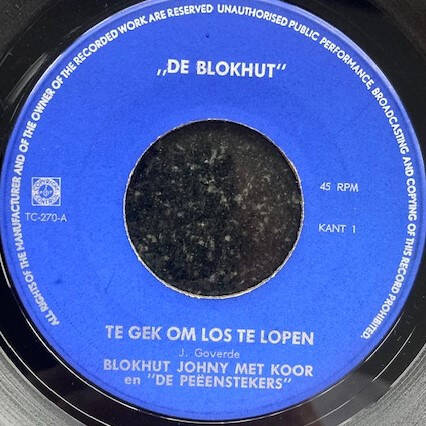 ALL RIGHTS OF THE MANUFACTURER AND OF THE OWNER OF THE RECORDED WORK ARE RESERVED UNAUTHORISED PUBLIC PERFORMANCE BROADCASTING AND COPYING OF THIS RECORD PROHIBITED.
„DE BLOKHUT"
45 RPM
TC-270-A
KANT 1
TE GEK OM LOS TE LOPEN
J. Goverde
BLOKHUT JOHNY MET KOOR
en "DE PEËENSTEKERS"